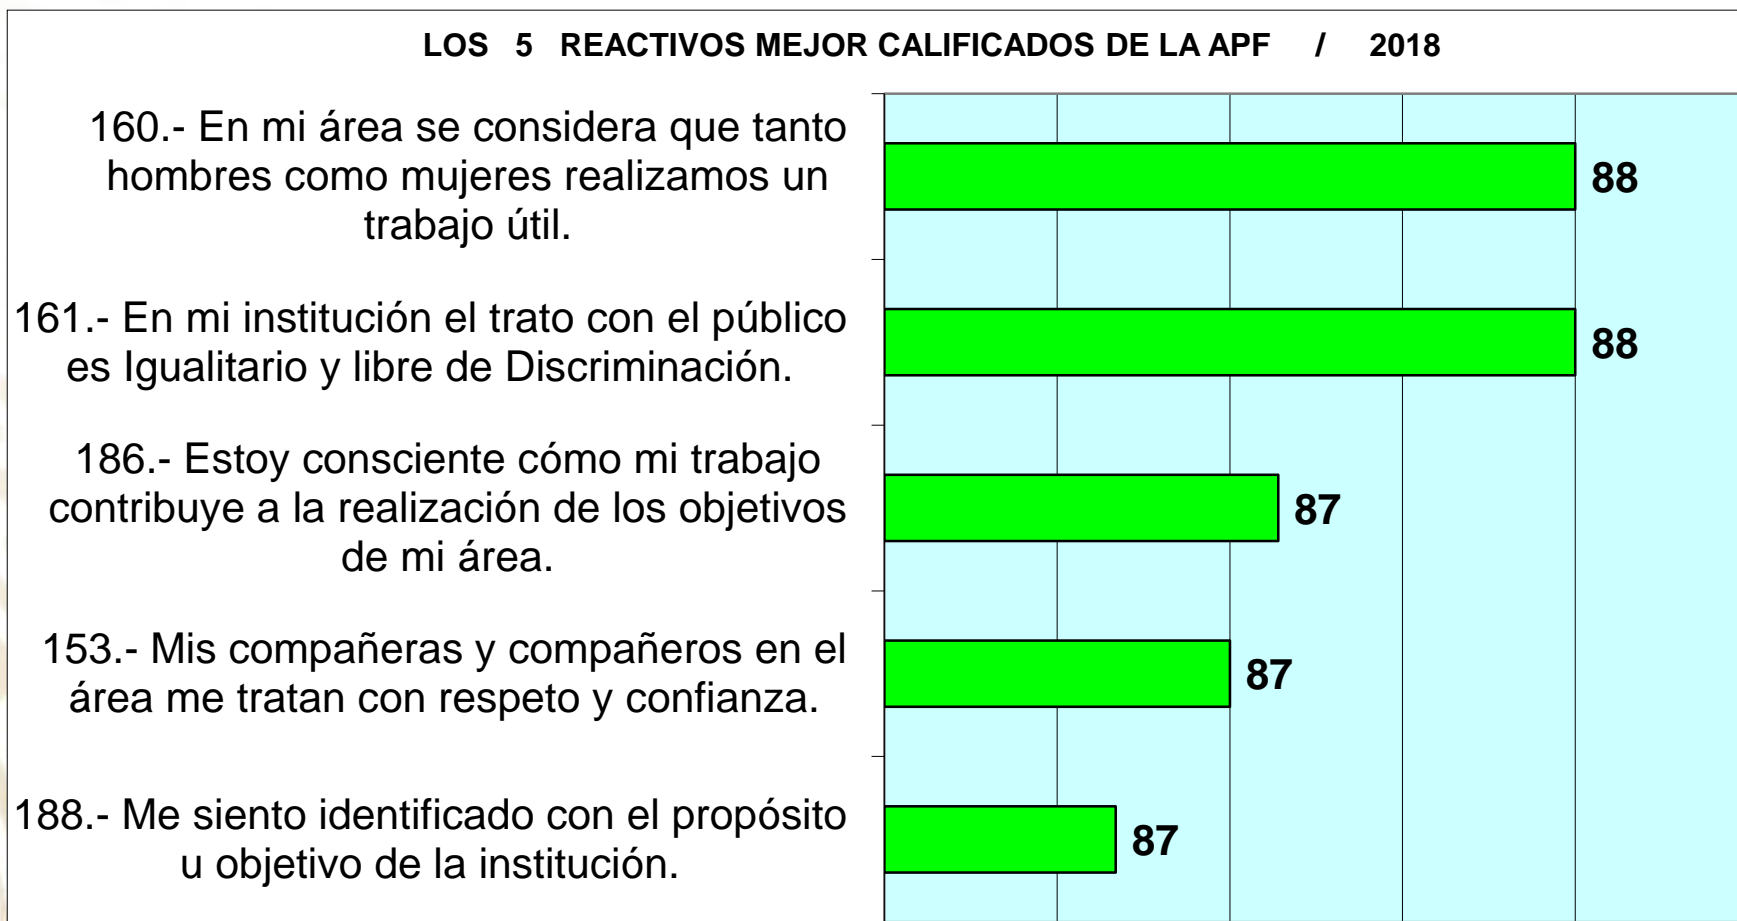 LOS 5 REACTIVOS MEJOR CALIFICADOS DE LA APF / 2018
160.- En mi área se considera que tanto
hombres como mujeres realizamos un
trabajo útil.
88
161.- En mi institución el trato con el público
es Igualitario y libre de Discriminación.
88
186.- Estoy consciente cómo mi trabajo
contribuye a la realización de los objetivos
de mi área.
87
153.- Mis compañeras y compañeros en el
área me tratan con respeto y confianza.
87
188.- Me siento identificado con el propósito
u objetivo de la institución.
87